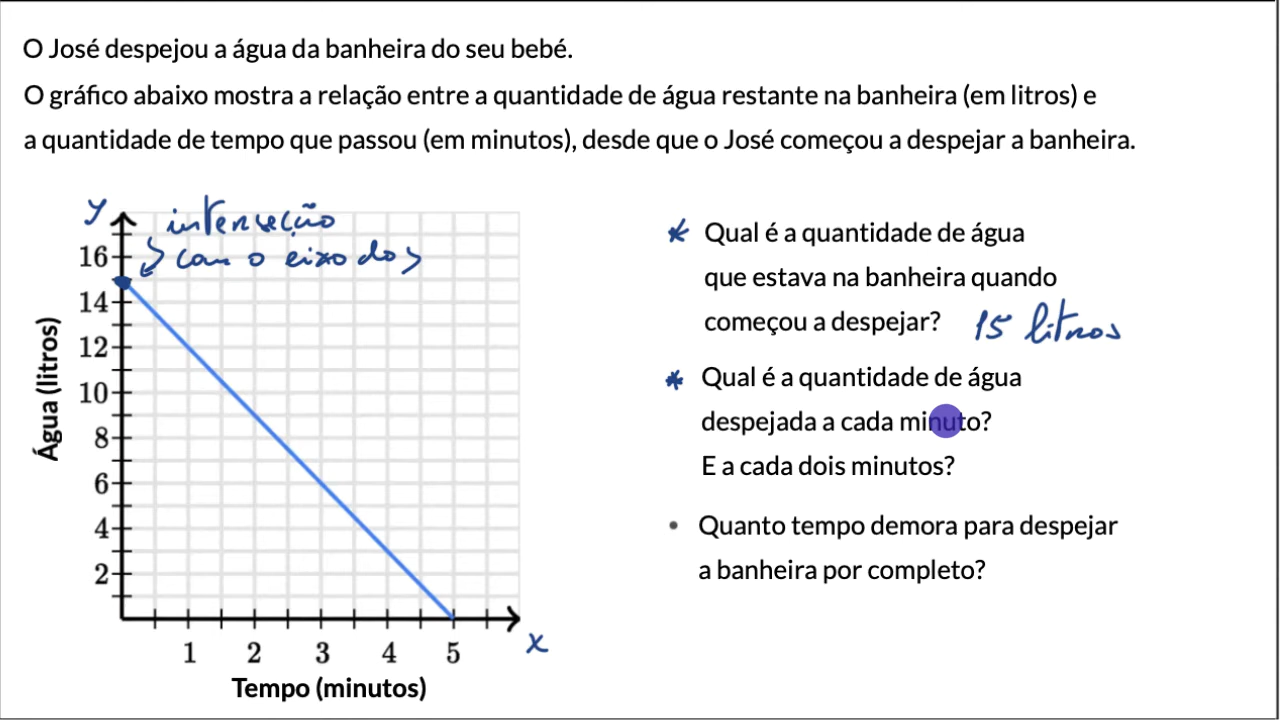 O José despejou a água da banheira do seu bebé.
O gráfico abaixo mostra a relação entre a quantidade de água restante na banheira (em litros) e
a quantidade de tempo que passou (em minutos), desde que o José começou a despejar a banheira.
y
interseção
com o eixo do y
16
14
12
10
8
6
4
2
Água (litros)
1 2 3 4 5
x
Tempo (minutos)
* Qual é a quantidade de água
que estava na banheira quando
começou a despejar? 15 litros
* Qual é a quantidade de água
despejada a cada minuto?
E a cada dois minutos?
• Quanto tempo demora para despejar
a banheira por completo?